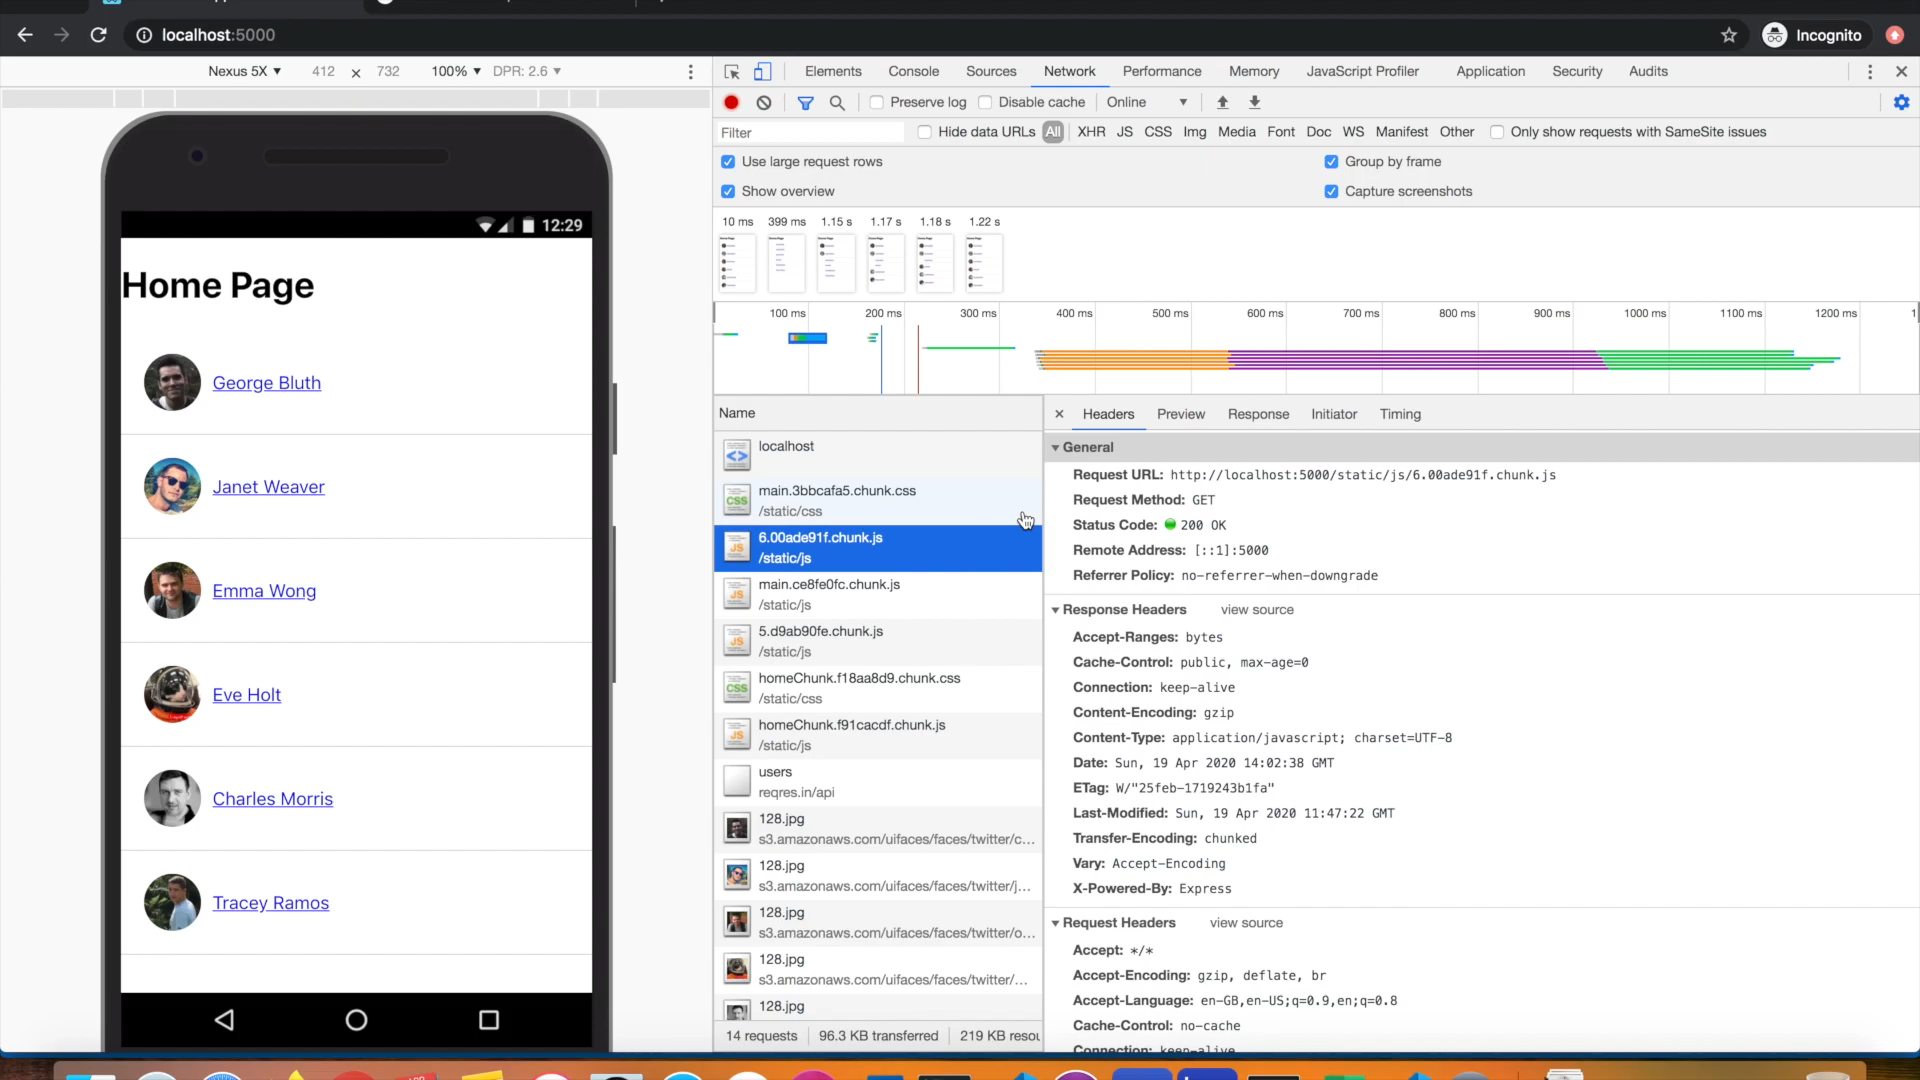 localhost:5000
Incognito
Nexus 5X ▼ 412 × 732 100% ▼ DPR: 2.6 ▼
Elements Console Sources Network Performance Memory JavaScript Profiler Application Security Audits
Preserve log Disable cache Online ▼
Filter Hide data URLs All XHR JS CSS Img Media Font Doc WS Manifest Other Only show requests with SameSite issues
Use large request rows Group by frame
Show overview Capture screenshots
10 ms 399 ms 1.15 s 1.17 s 1.18 s 1.22 s
100 ms 200 ms 300 ms 400 ms 500 ms 600 ms 700 ms 800 ms 900 ms 1000 ms 1100 ms 1200 ms
12:29
Home Page
George Bluth
Janet Weaver
Emma Wong
Eve Holt
Charles Morris
Tracey Ramos
Name
localhost
main.3bbcafa5.chunk.css
/static/css
6.00ade91f.chunk.js
/static/js
main.ce8fe0fc.chunk.js
/static/js
5.d9ab90fe.chunk.js
/static/js
homeChunk.f18aa8d9.chunk.css
/static/css
homeChunk.f91cacdf.chunk.js
/static/js
users
reqres.in/api
128.jpg
s3.amazonaws.com/uifaces/faces/twitter/c...
128.jpg
s3.amazonaws.com/uifaces/faces/twitter/j...
128.jpg
s3.amazonaws.com/uifaces/faces/twitter/o...
128.jpg
s3.amazonaws.com/uifaces/faces/twitter/...
128.jpg
14 requests 96.3 KB transferred 219 KB resou
Headers Preview Response Initiator Timing
General
Request URL: http://localhost:5000/static/js/6.00ade91f.chunk.js
Request Method: GET
Status Code: 200 OK
Remote Address: [::1]:5000
Referrer Policy: no-referrer-when-downgrade
Response Headers view source
Accept-Ranges: bytes
Cache-Control: public, max-age=0
Connection: keep-alive
Content-Encoding: gzip
Content-Type: application/javascript; charset=UTF-8
Date: Sun, 19 Apr 2020 14:02:38 GMT
ETag: W/"25feb-1719243b1fa"
Last-Modified: Sun, 19 Apr 2020 11:47:22 GMT
Transfer-Encoding: chunked
Vary: Accept-Encoding
X-Powered-By: Express
Request Headers view source
Accept: */*
Accept-Encoding: gzip, deflate, br
Accept-Language: en-GB,en-US;q=0.9,en;q=0.8
Cache-Control: no-cache
Connection: keep-alive